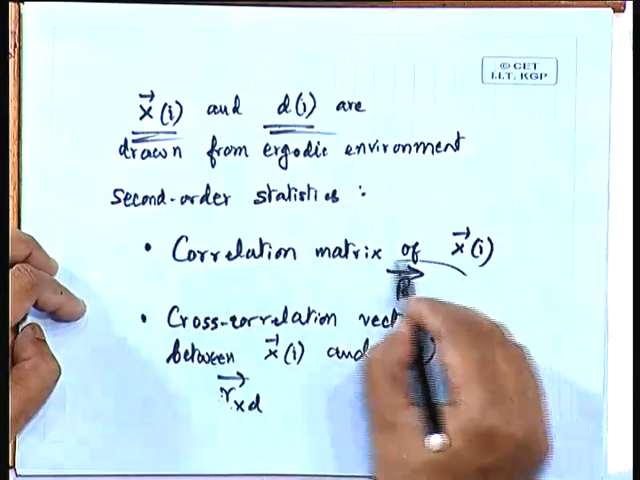 © CET
I.I.T. KGP
x⃗(i) and d(i) are
drawn from ergodic environment
Second-order statistics :
• Correlation matrix of x⃗(i)
• Cross-correlation vect
between x⃗(i) and
r⃗xd